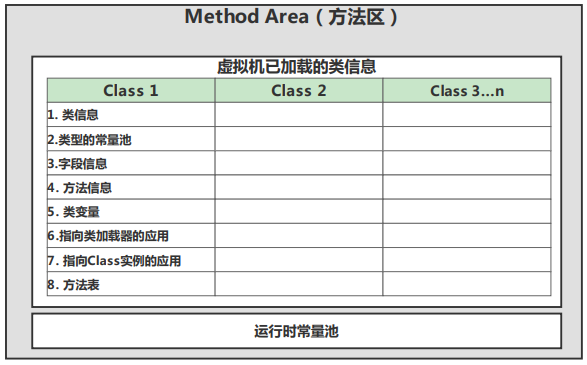 Method Area（方法区）
虚拟机已加载的类信息
Class 1 Class 2 Class 3...n
1. 类信息
2.类型的常量池
3.字段信息
4. 方法信息
5. 类变量
6.指向类加载器的应用
7. 指向Class实例的应用
8. 方法表
运行时常量池